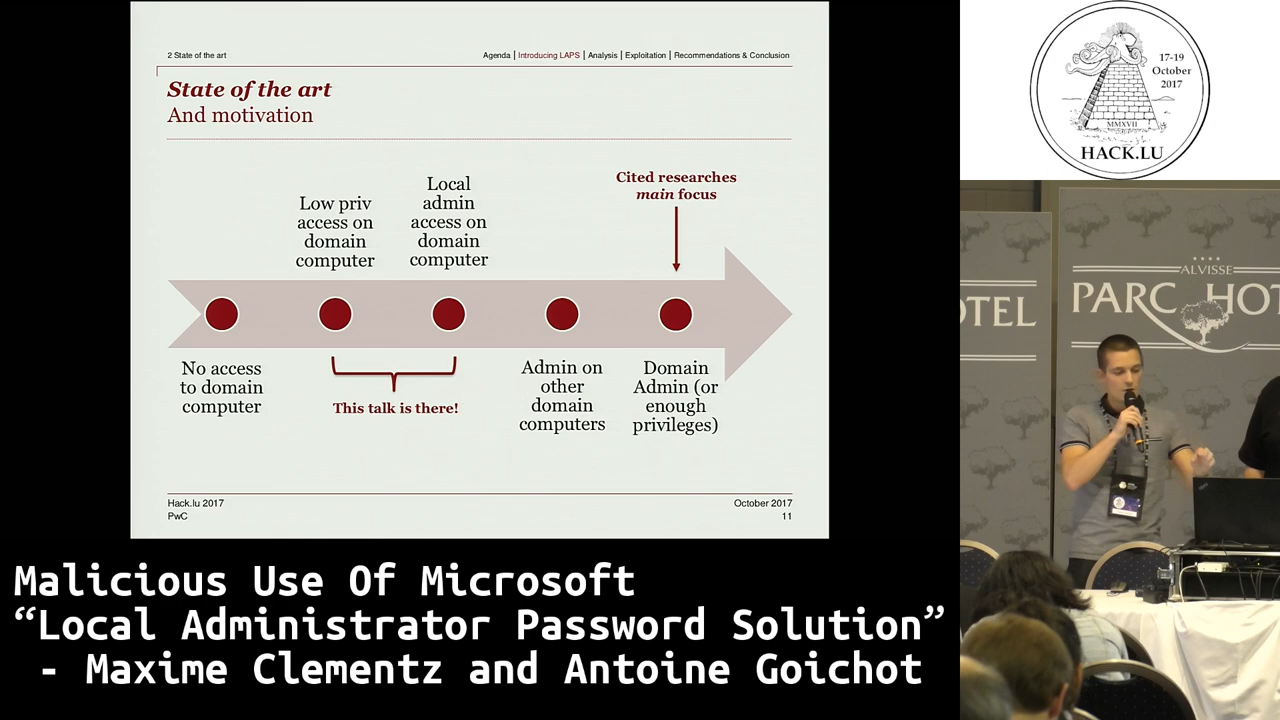 2 State of the art
Agenda | Introducing LAPS | Analysis | Exploitation | Recommendations & Conclusion
State of the art
And motivation
Low priv
access on
domain
computer
Local
admin
access on
domain
computer
Cited researches
main focus
No access
to domain
computer
This talk is there!
Admin on
other
domain
computers
Domain
Admin (or
enough
privileges)
Hack.lu 2017
PwC
October 2017
11
Malicious Use Of Microsoft
“Local Administrator Password Solution”
- Maxime Clementz and Antoine Goichot
17-19
October
2017
MMXVII
HACK.LU
OTEL
ALVISSE
PARC HOT